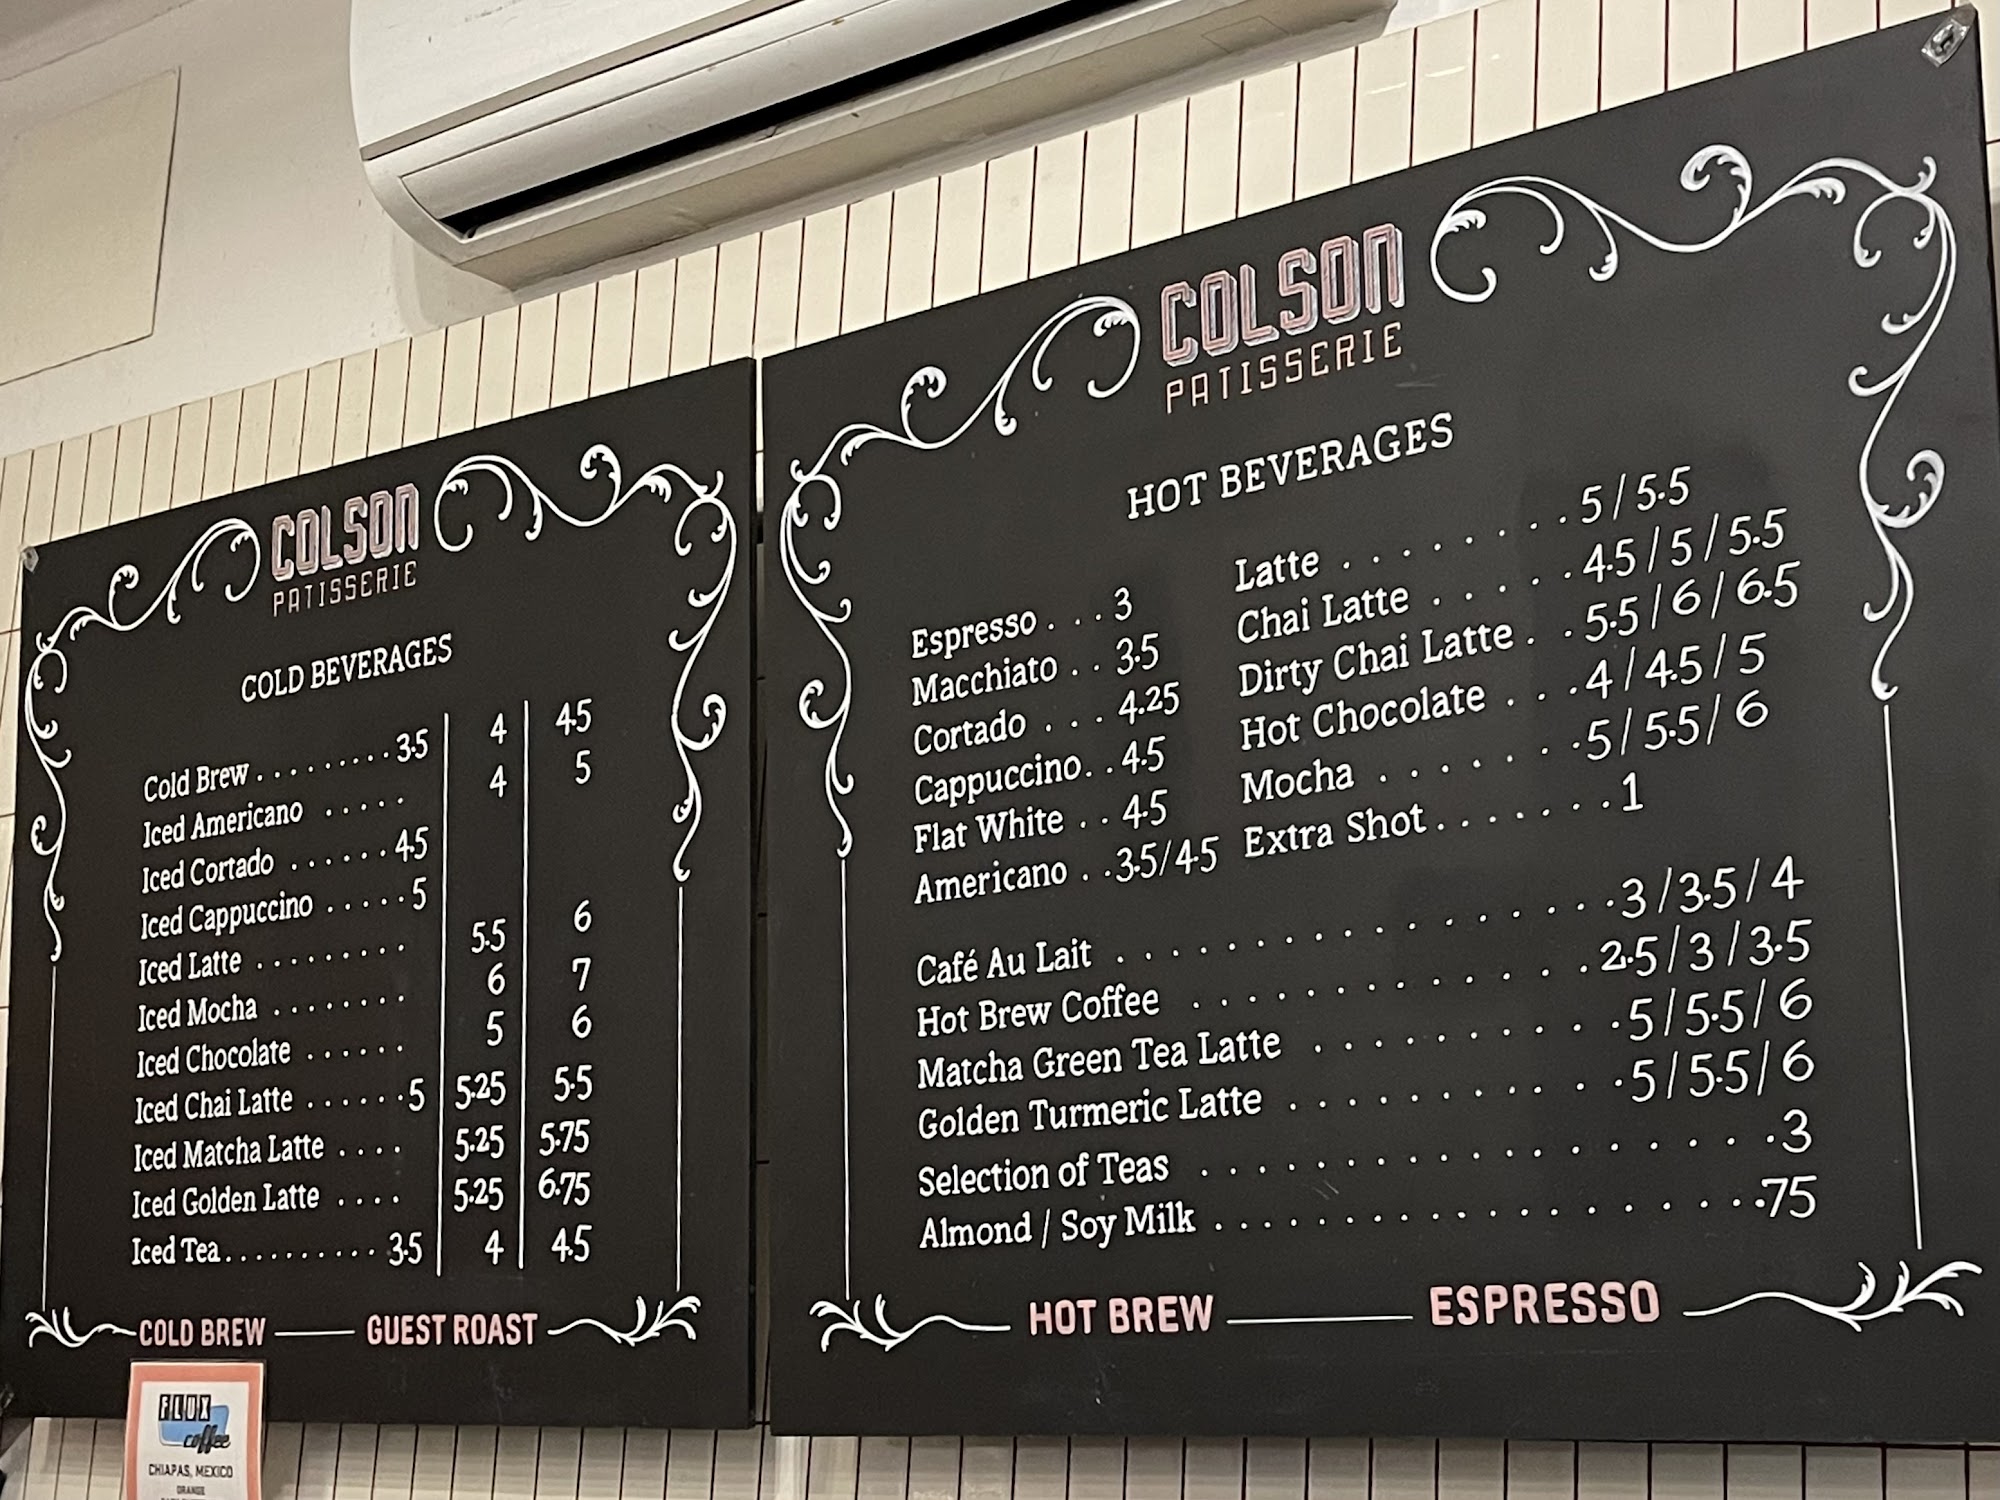 COLSON
PATISSERIE
COLD BEVERAGES
Cold Brew . . . . . . . . . 3.5 | 4 | 4.5
Iced Americano . . . . . 4 | 5
Iced Cortado . . . . . . 4.5
Iced Cappuccino . . . . . 5
Iced Latte . . . . . . . . . 5.5 | 6
Iced Mocha . . . . . . . . 6 | 7
Iced Chocolate . . . . . . 5 | 6
Iced Chai Latte . . . . . . 5 | 5.25 | 5.5
Iced Matcha Latte . . . . 5.25 | 5.75
Iced Golden Latte . . . . 5.25 | 6.75
Iced Tea . . . . . . . . . . 3.5 | 4 | 4.5
COLD BREW GUEST ROAST
FLUX
coffee
CHIAPAS, MEXICO
ORANGE
COLSON
PATISSERIE
HOT BEVERAGES
Espresso . . . 3
Macchiato . . 3.5
Cortado . . . 4.25
Cappuccino . . 4.5
Flat White . . 4.5
Americano . . 3.5/4.5
Latte . . . . . . . . 5/5.5
Chai Latte . . . . . 4.5/5/5.5
Dirty Chai Latte . . 5.5/6/6.5
Hot Chocolate . . . 4/4.5/5
Mocha . . . . . . . 5/5.5/6
Extra Shot . . . . . . . 1
Café Au Lait . . . . . . . . . . . . . . 3/3.5/4
Hot Brew Coffee . . . . . . . . . . . . 2.5/3/3.5
Matcha Green Tea Latte . . . . . . . . . 5/5.5/6
Golden Turmeric Latte . . . . . . . . . . 5/5.5/6
Selection of Teas . . . . . . . . . . . . . . . . 3
Almond / Soy Milk . . . . . . . . . . . . . . . . .75
HOT BREW ESPRESSO